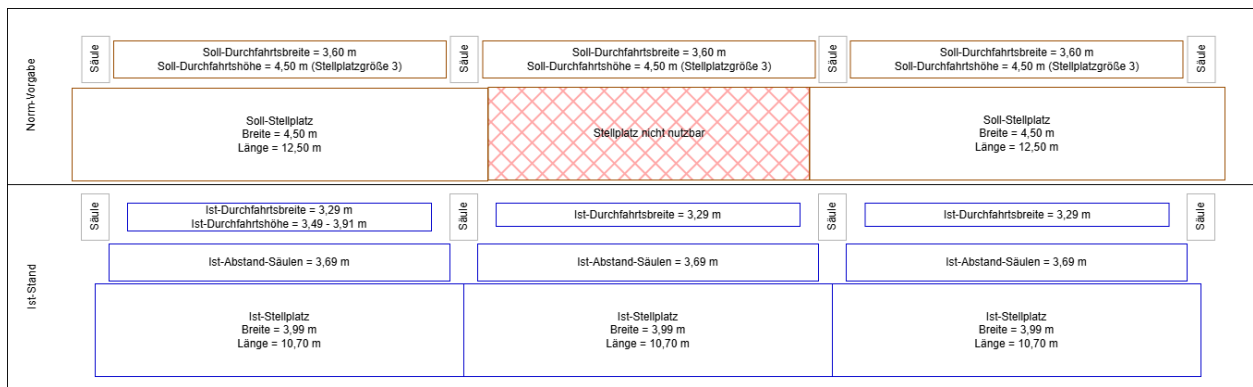 Norm-Vorgabe
Säule
Soll-Durchfahrtsbreite = 3,60 m
Soll-Durchfahrtshöhe = 4,50 m (Stellplatzgröße 3)
Säule
Soll-Durchfahrtsbreite = 3,60 m
Soll-Durchfahrtshöhe = 4,50 m (Stellplatzgröße 3)
Säule
Soll-Durchfahrtsbreite = 3,60 m
Soll-Durchfahrtshöhe = 4,50 m (Stellplatzgröße 3)
Säule
Soll-Stellplatz
Breite = 4,50 m
Länge = 12,50 m
Stellplatz nicht nutzbar
Soll-Stellplatz
Breite = 4,50 m
Länge = 12,50 m
Ist-Stand
Säule
Ist-Durchfahrtsbreite = 3,29 m
Ist-Durchfahrtshöhe = 3,49 - 3,91 m
Säule
Ist-Durchfahrtsbreite = 3,29 m
Säule
Ist-Durchfahrtsbreite = 3,29 m
Säule
Ist-Abstand-Säulen = 3,69 m
Ist-Abstand-Säulen = 3,69 m
Ist-Abstand-Säulen = 3,69 m
Ist-Stellplatz
Breite = 3,99 m
Länge = 10,70 m
Ist-Stellplatz
Breite = 3,99 m
Länge = 10,70 m
Ist-Stellplatz
Breite = 3,99 m
Länge = 10,70 m